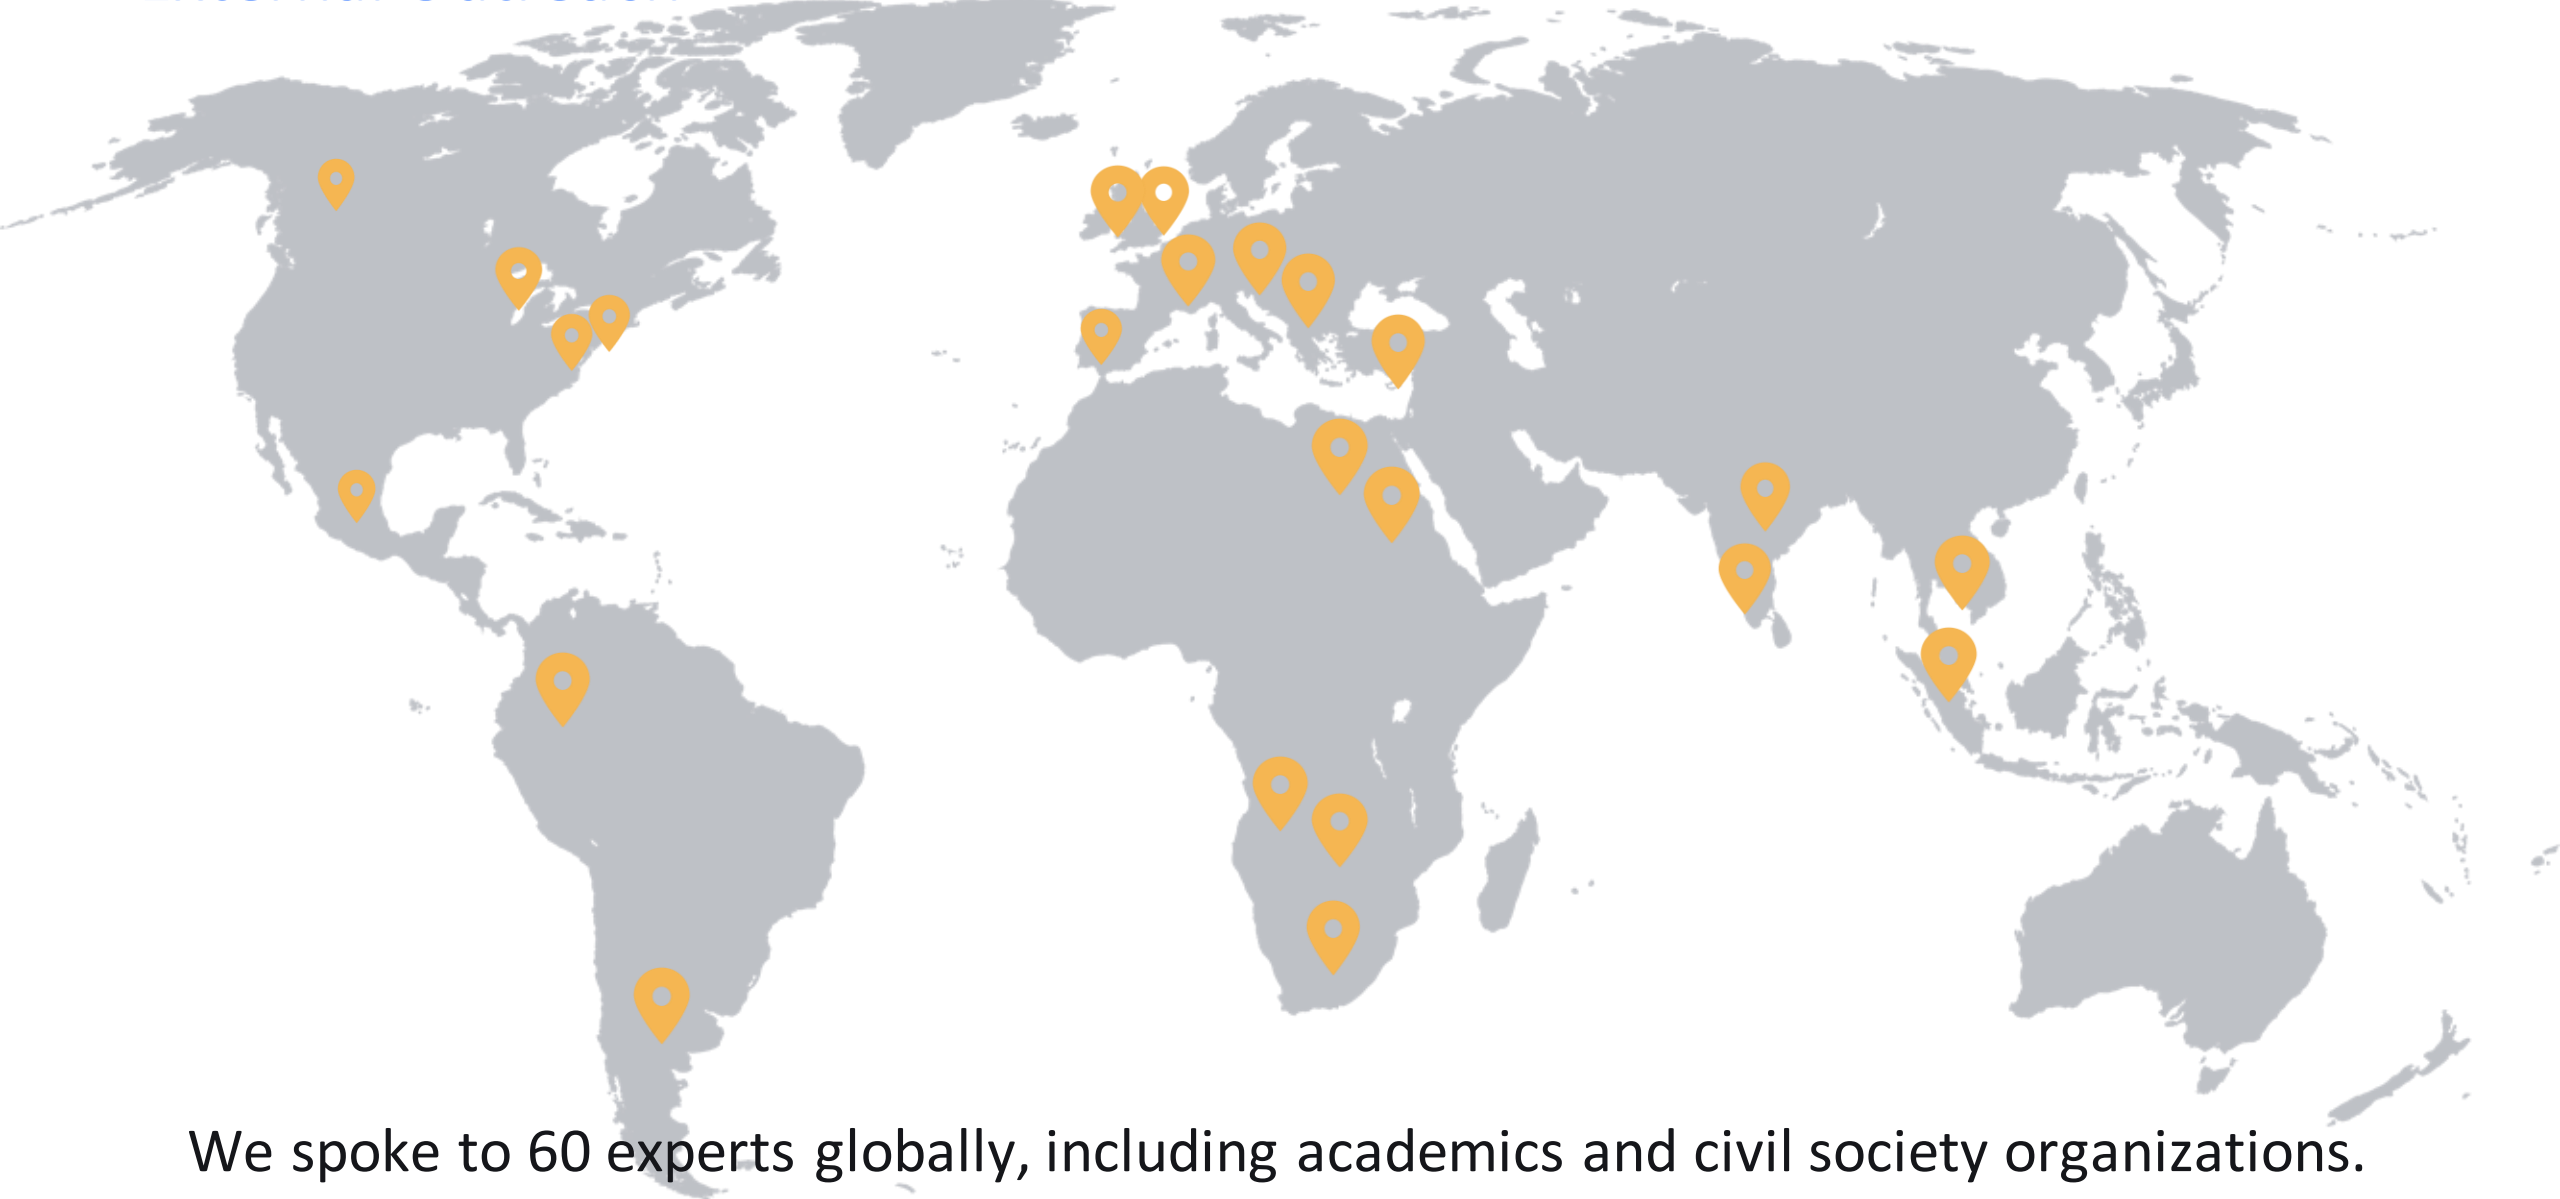 We spoke to 60 experts globally, including academics and civil society organizations.